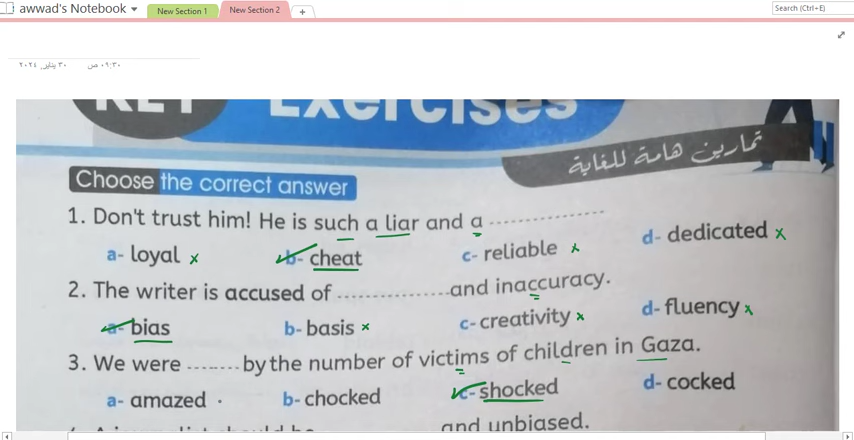 awwad's Notebook
New Section 1
New Section 2
+
Search (Ctrl+E)
٣٠ يناير, ٢٠٢٤ ٠٩:٣٠ ص
KEY Exercises
تمارين هامة للغاية
Choose the correct answer
1. Don't trust him! He is such a liar and a ....................
a- loyal x
b- cheat
c- reliable x
d- dedicated x
2. The writer is accused of .................... and inaccuracy.
a- bias
b- basis x
c- creativity x
d- fluency x
3. We were ........ by the number of victims of children in Gaza.
a- amazed
b- chocked
c- shocked
d- cocked
and unbiased.